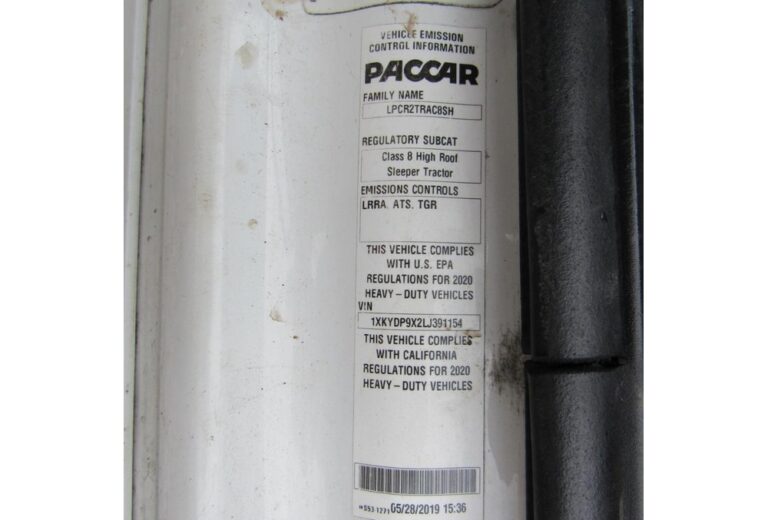 VEHICLE EMISSION
CONTROL INFORMATION
PACCAR
FAMILY NAME
LPCR2TRAC8SH
REGULATORY SUBCAT
Class 8 High Roof
Sleeper Tractor
EMISSIONS CONTROLS
LRRA, ATS, TGR
THIS VEHICLE COMPLIES
WITH U.S. EPA
REGULATIONS FOR 2020
HEAVY – DUTY VEHICLES
VIN
1XKYDP9X2LJ391154
THIS VEHICLE COMPLIES
WITH CALIFORNIA
REGULATIONS FOR 2020
HEAVY – DUTY VEHICLES
05/28/2019 15:36